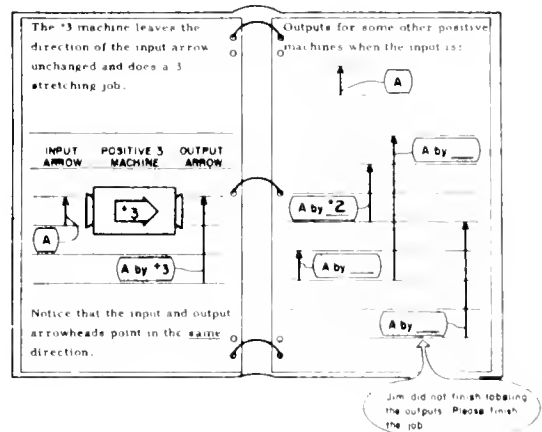 The +3 machine leaves the
direction of the input arrow
unchanged and does a 3
stretching job.
INPUT ARROW
POSITIVE 3 MACHINE
OUTPUT ARROW
+3
A
A by +3
Notice that the input and output
arrowheads point in the same
direction.
Outputs for some other positive
machines when the input is:
A
A by ___
A by +2
A by ___
A by ___
Jim did not finish labeling
the outputs. Please finish
the job